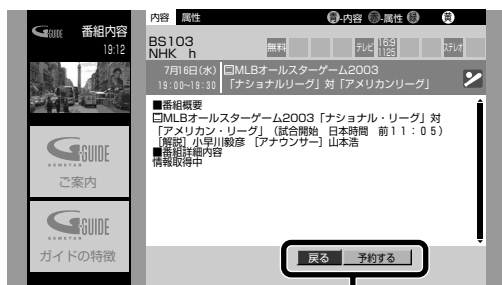 G-GUIDE 番組内容
19:12
内容 属性 青-内容 赤-属性 緑 黄
BS103
NHK h 無料 テレビ 16:9 1125 ステレオ
7月16日(水) MLBオールスターゲーム2003
19:00~19:30 「ナショナルリーグ」対「アメリカンリーグ」
■番組概要
MLBオールスターゲーム2003「ナショナル・リーグ」対
「アメリカン・リーグ」(試合開始 日本時間 前11:05)
[解説]小早川毅彦 [アナウンサー]山本浩
■番組詳細内容
情報取得中
G-GUIDE
GEMSTAR
ご案内
G-GUIDE
GEMSTAR
ガイドの特徴
戻る 予約する